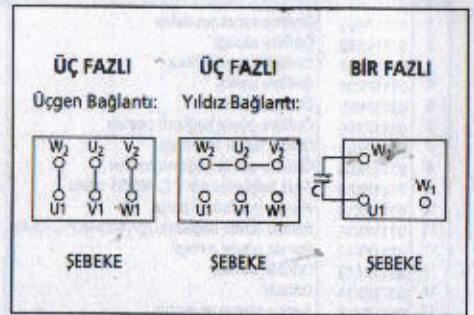 ÜÇ FAZLI
Üçgen Bağlantı:
W2 U2 V2
U1 V1 W1
ŞEBEKE
ÜÇ FAZLI
Yıldız Bağlantı:
W2 U2 V2
U1 V1 W1
ŞEBEKE
BİR FAZLI
W2
C
U1
W1
ŞEBEKE